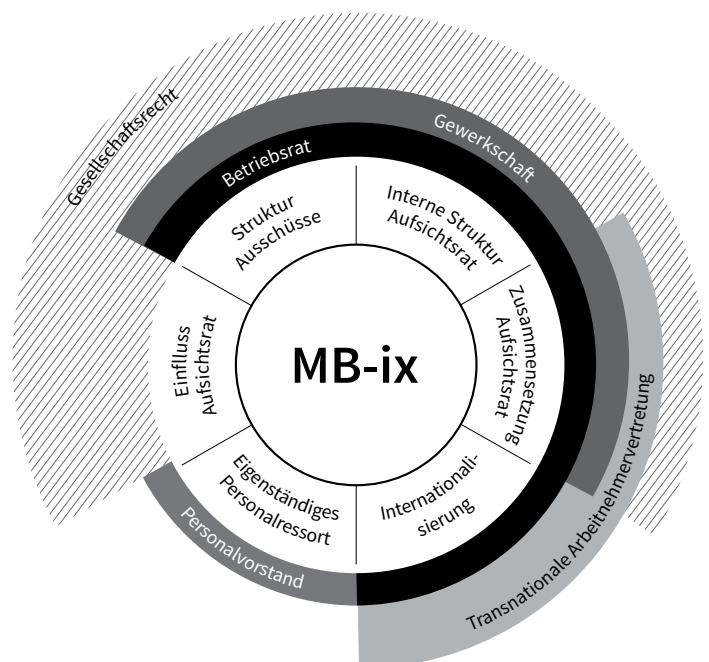 Gesellschaftsrecht
Gewerkschaft
Betriebsrat
Struktur
Ausschüsse
Interne Struktur
Aufsichtsrat
Zusammensetzung
Aufsichtsrat
Einflluss
Aufsichtsrat
MB-ix
Eigenständiges
Personalressort
Internationali-
sierung
Personalvorstand
Transnationale Arbeitnehmervertretung